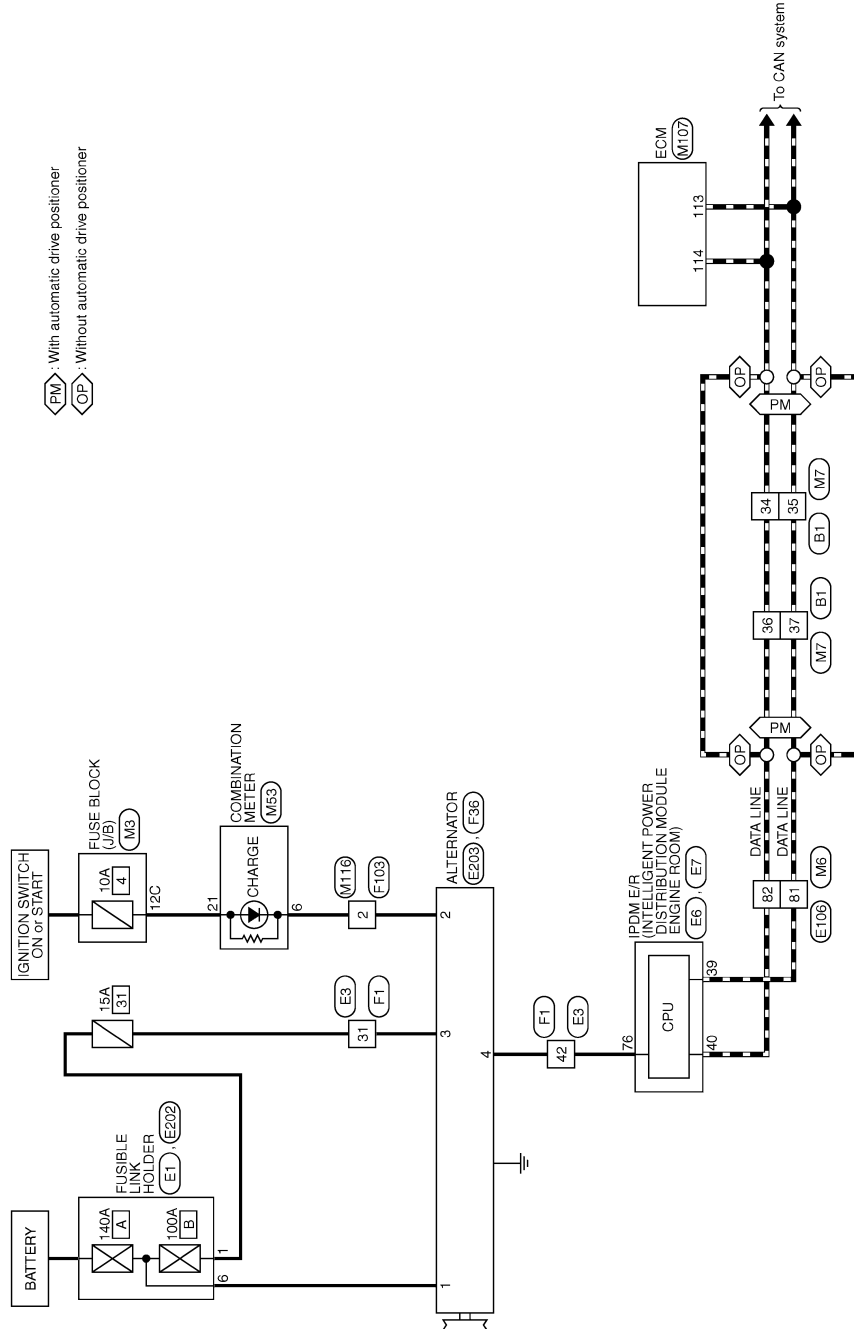 PM : With automatic drive positioner
OP : Without automatic drive positioner
BATTERY
IGNITION SWITCH
ON or START
FUSIBLE
LINK
HOLDER
E1 , E202
140A
A
100A
B
6
1
15A
31
FUSE BLOCK
(J/B)
M3
10A
4
12C
COMBINATION
METER
M53
21
CHARGE
6
E3
31
F1
M116
2
F103
ALTERNATOR
E203 , F36
1
3
2
4
F1
42
E3
IPDM E/R
(INTELLIGENT POWER
DISTRIBUTION MODULE
ENGINE ROOM)
E6 , E7
76
CPU
40
39
82
81
E106
M6
DATA LINE
DATA LINE
OP
PM
OP
36
37
M7
B1
34
35
B1
M7
OP
PM
OP
ECM
M107
114
113
To CAN system